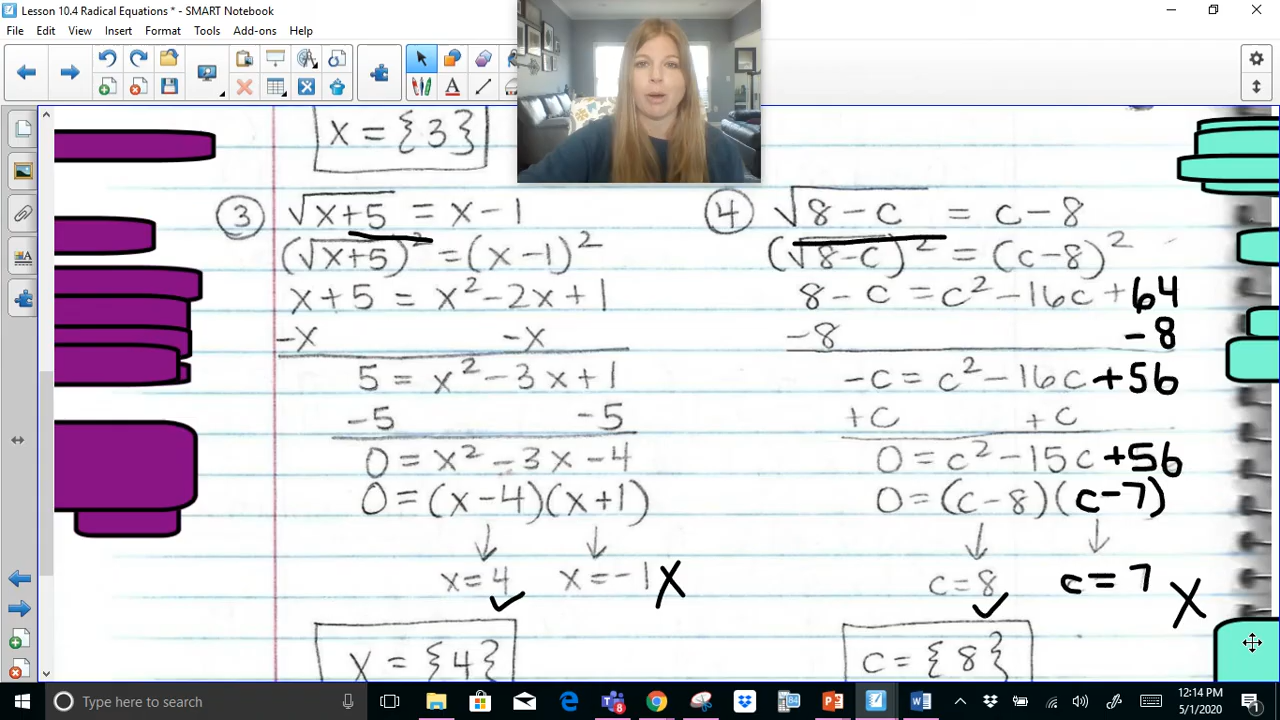 Lesson 10.4 Radical Equations * - SMART Notebook
File Edit View Insert Format Tools Add-ons Help
x = {3}
③ √x+5 = x-1
(√x+5)² = (x-1)²
x+5 = x²-2x+1
-x -x
5 = x²-3x+1
-5 -5
0 = x²-3x-4
0 = (x-4)(x+1)
↓ ↓
x=4 x=-1 X
✓
x = {4}
④ √8-c = c-8
(√8-c)² = (c-8)²
8-c = c²-16c+64
-8 -8
-c = c²-16c+56
+c +c
0 = c²-15c+56
0 = (c-8)(c-7)
↓ ↓
c=8 c=7 X
✓
c = {8}
Type here to search
12:14 PM
5/1/2020